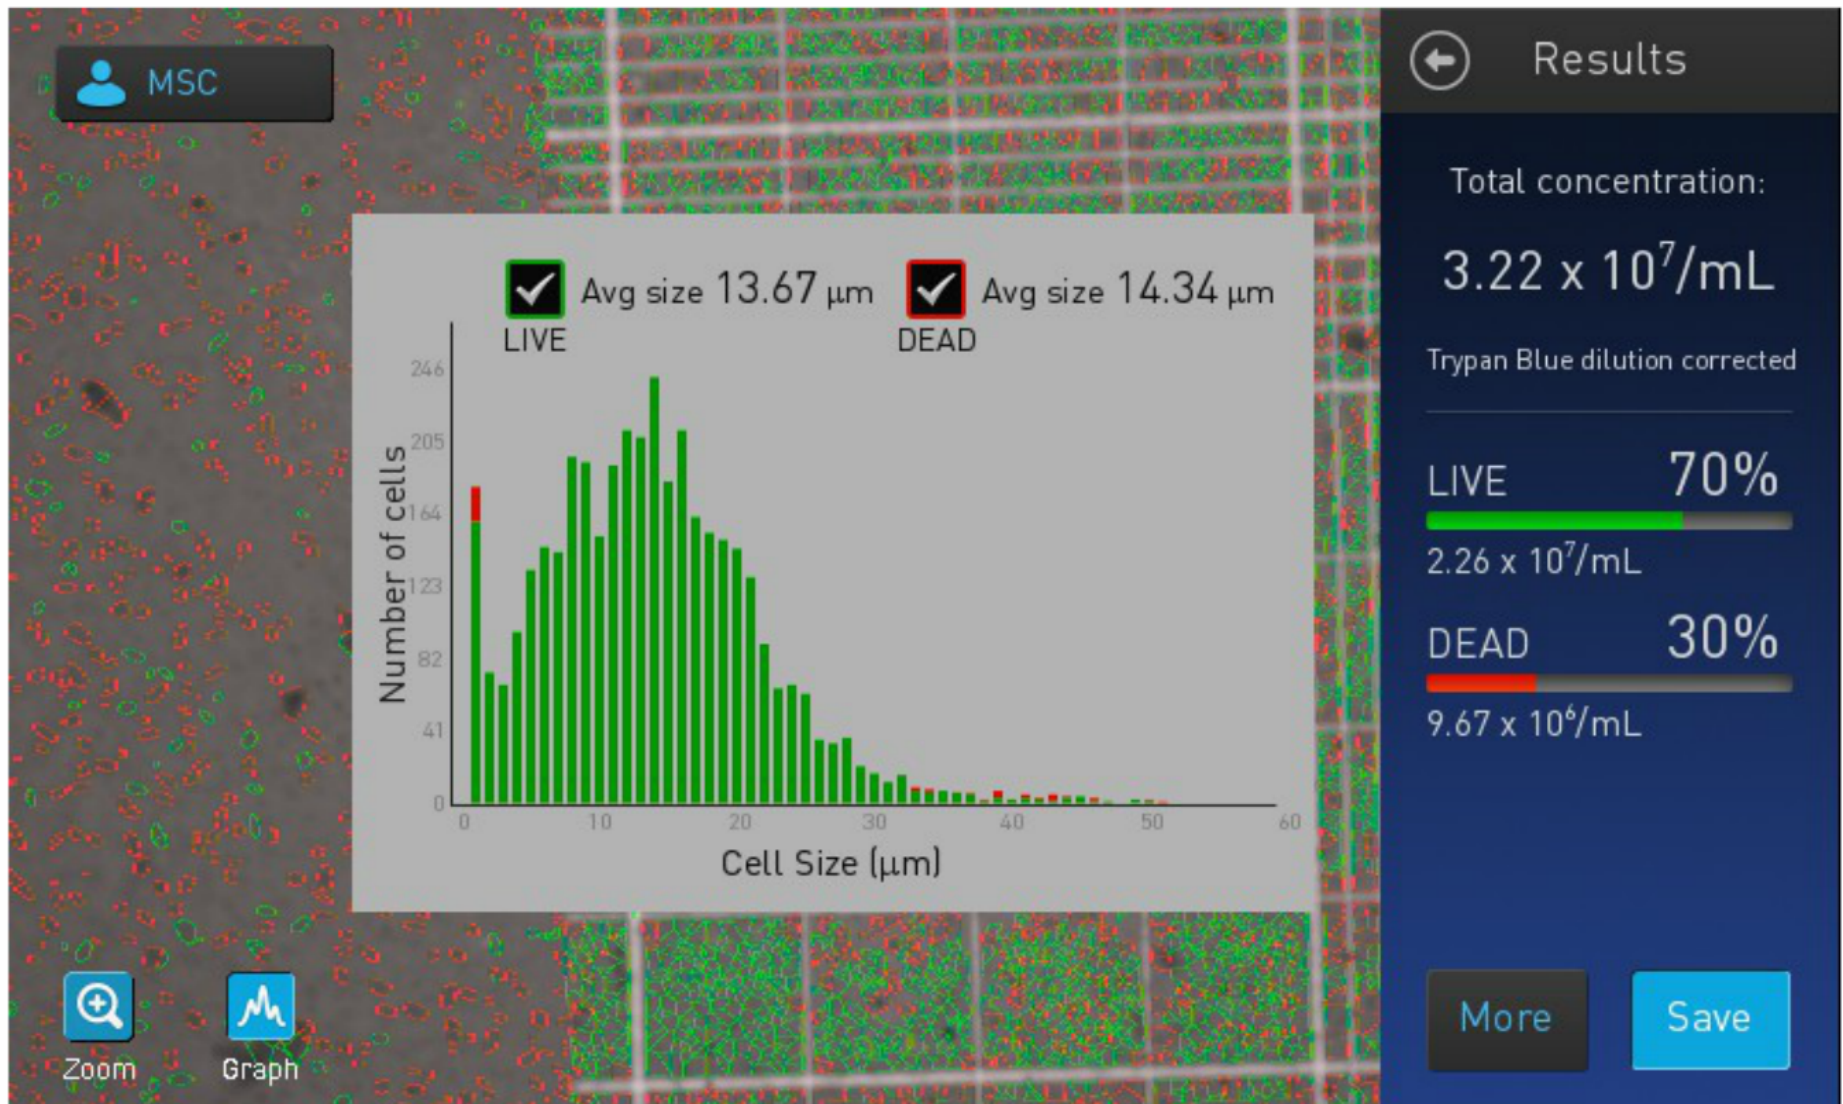 MSC
Results
Total concentration:
3.22 x 10⁷/mL
Trypan Blue dilution corrected
LIVE 70%
2.26 x 10⁷/mL
DEAD 30%
9.67 x 10⁶/mL
More
Save
Avg size 13.67 µm
LIVE
Avg size 14.34 µm
DEAD
Number of cells
246
205
164
123
82
41
0
0 10 20 30 40 50 60
Cell Size (µm)
Zoom
Graph